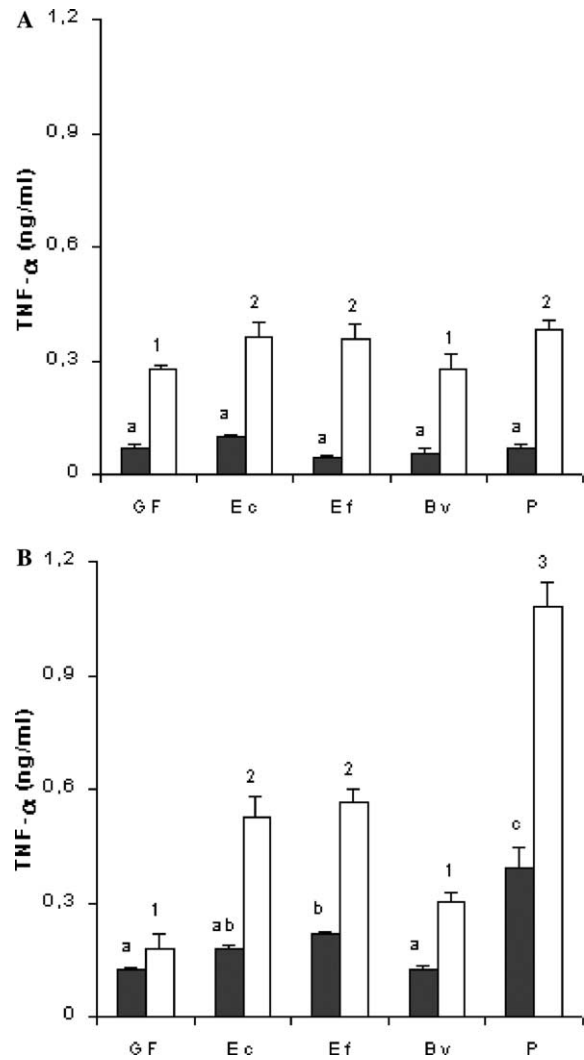 A
1,2
0,9
0,6
0,3
0
TNF-α (ng/ml)
a 1 a 2 a 2 a 1 a 2
GF Ec Ef Bv P
B
1,2
0,9
0,6
0,3
0
TNF-α (ng/ml)
a 1 ab 2 b 2 a 1 c 3
GF Ec Ef Bv P